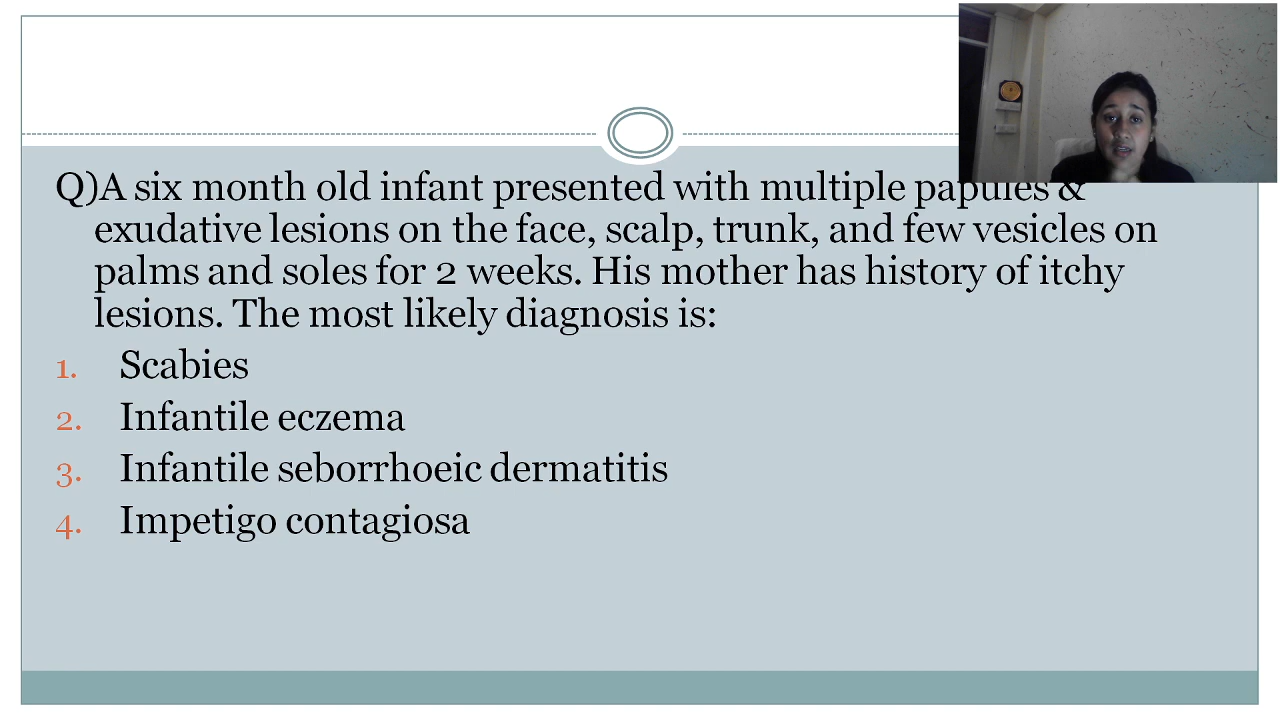 Q)A six month old infant presented with multiple papules &
exudative lesions on the face, scalp, trunk, and few vesicles on
palms and soles for 2 weeks. His mother has history of itchy
lesions. The most likely diagnosis is:
1. Scabies
2. Infantile eczema
3. Infantile seborrhoeic dermatitis
4. Impetigo contagiosa